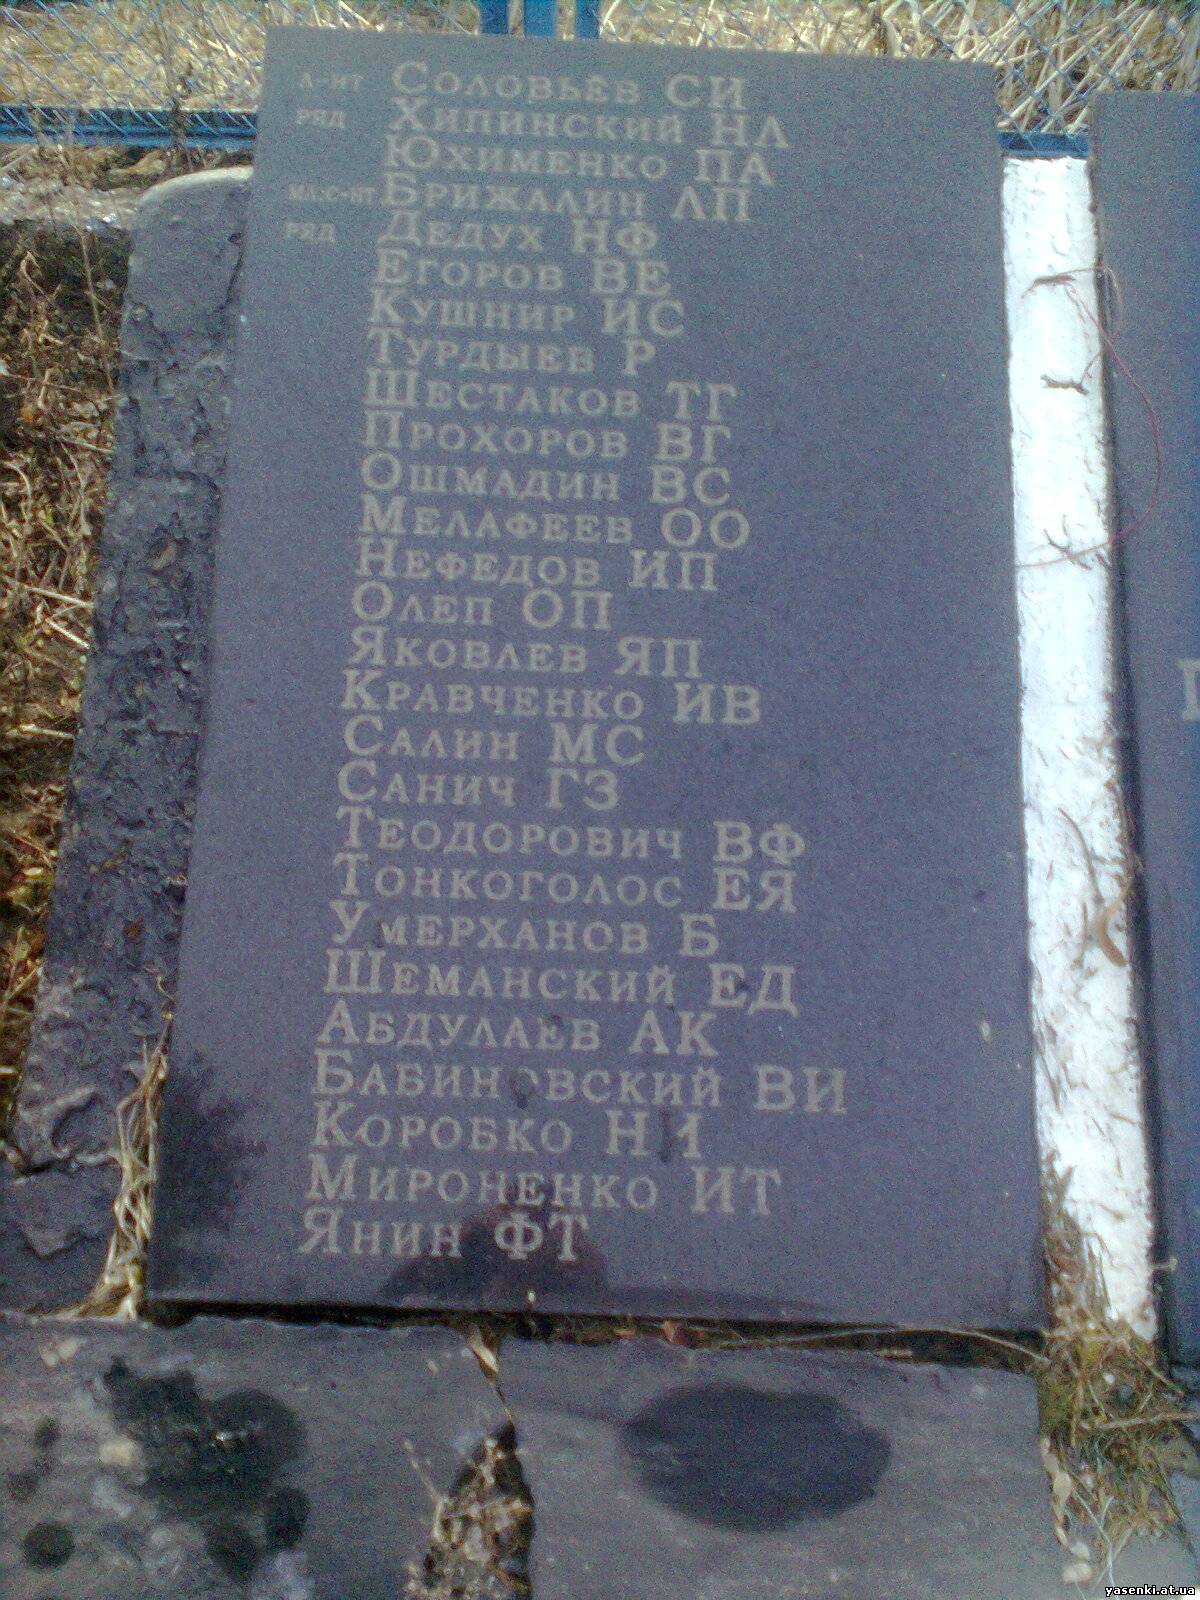 Л-НТ СОЛОВЬЁВ СИ
РЯД ХИПИНСКИЙ НЛ
ЮХИМЕНКО ПА
МЛ.С-НТ БРИЖАЛИН ЛП
РЯД ДЕДУХ НФ
ЕГОРОВ ВЕ
КУШНИР ИС
ТУРДЫЕВ Р
ШЕСТАКОВ ТГ
ПРОХОРОВ ВГ
ОШМАДИН ВС
МЕЛАФЕЕВ ОО
НЕФЕДОВ ИП
ОЛЕП ОП
ЯКОВЛЕВ ЯП
КРАВЧЕНКО ИВ
САЛИН МС
САНИЧ ГЗ
ТЕОДОРОВИЧ ВФ
ТОНКОГОЛОС ЕЯ
УМЕРХАНОВ Б
ШЕМАНСКИЙ ЕД
АБДУЛАЕВ АК
БАБИНОВСКИЙ ВИ
КОРОБКО НИ
МИРОНЕНКО ИТ
ЯНИН ФТ
yasenki.at.ua